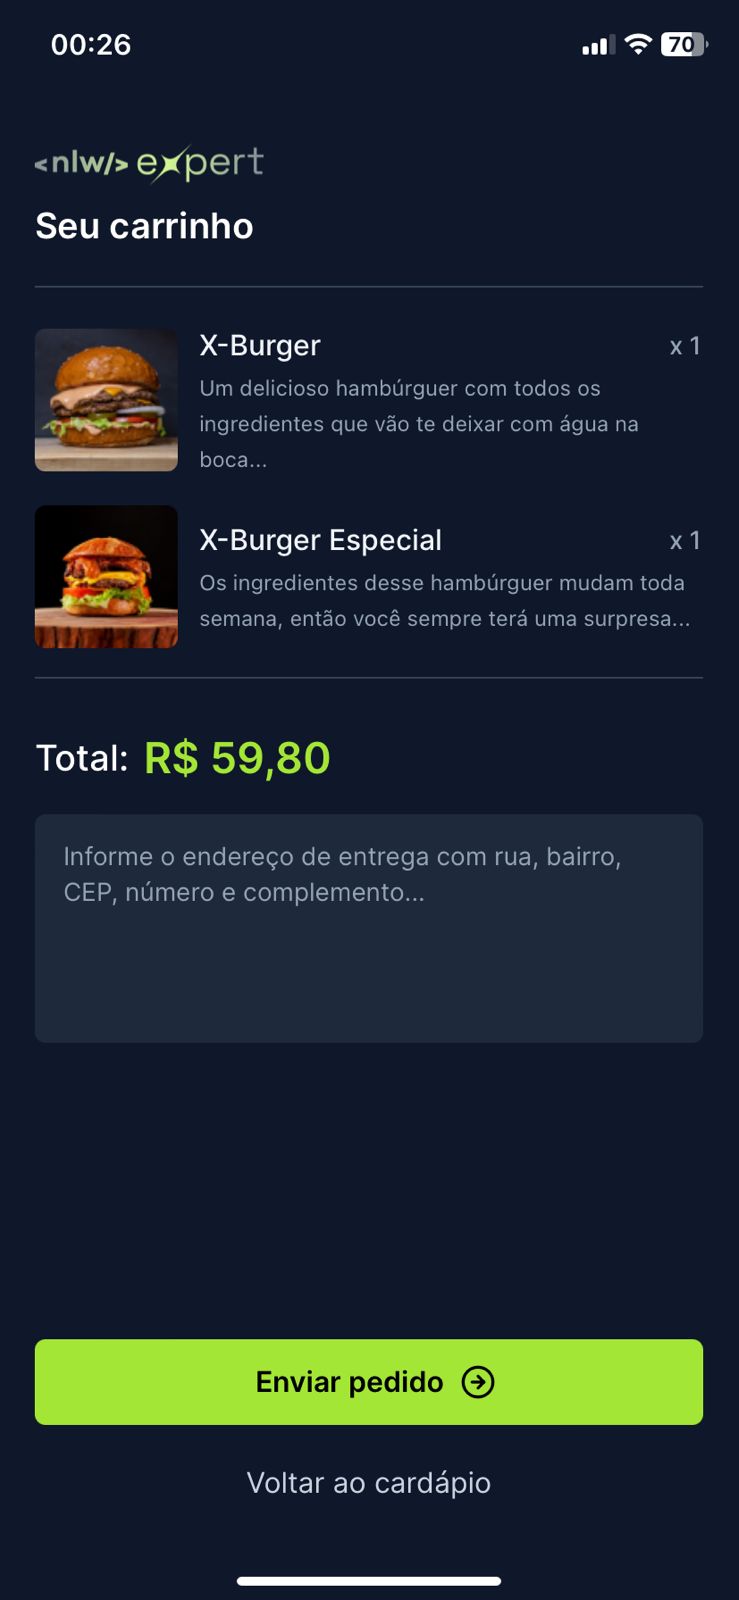 00:26
70
<nlw/> expert
Seu carrinho
X-Burger
x 1
Um delicioso hambúrguer com todos os
ingredientes que vão te deixar com água na
boca...
X-Burger Especial
x 1
Os ingredientes desse hambúrguer mudam toda
semana, então você sempre terá uma surpresa...
Total: R$ 59,80
Informe o endereço de entrega com rua, bairro,
CEP, número e complemento...
Enviar pedido
Voltar ao cardápio